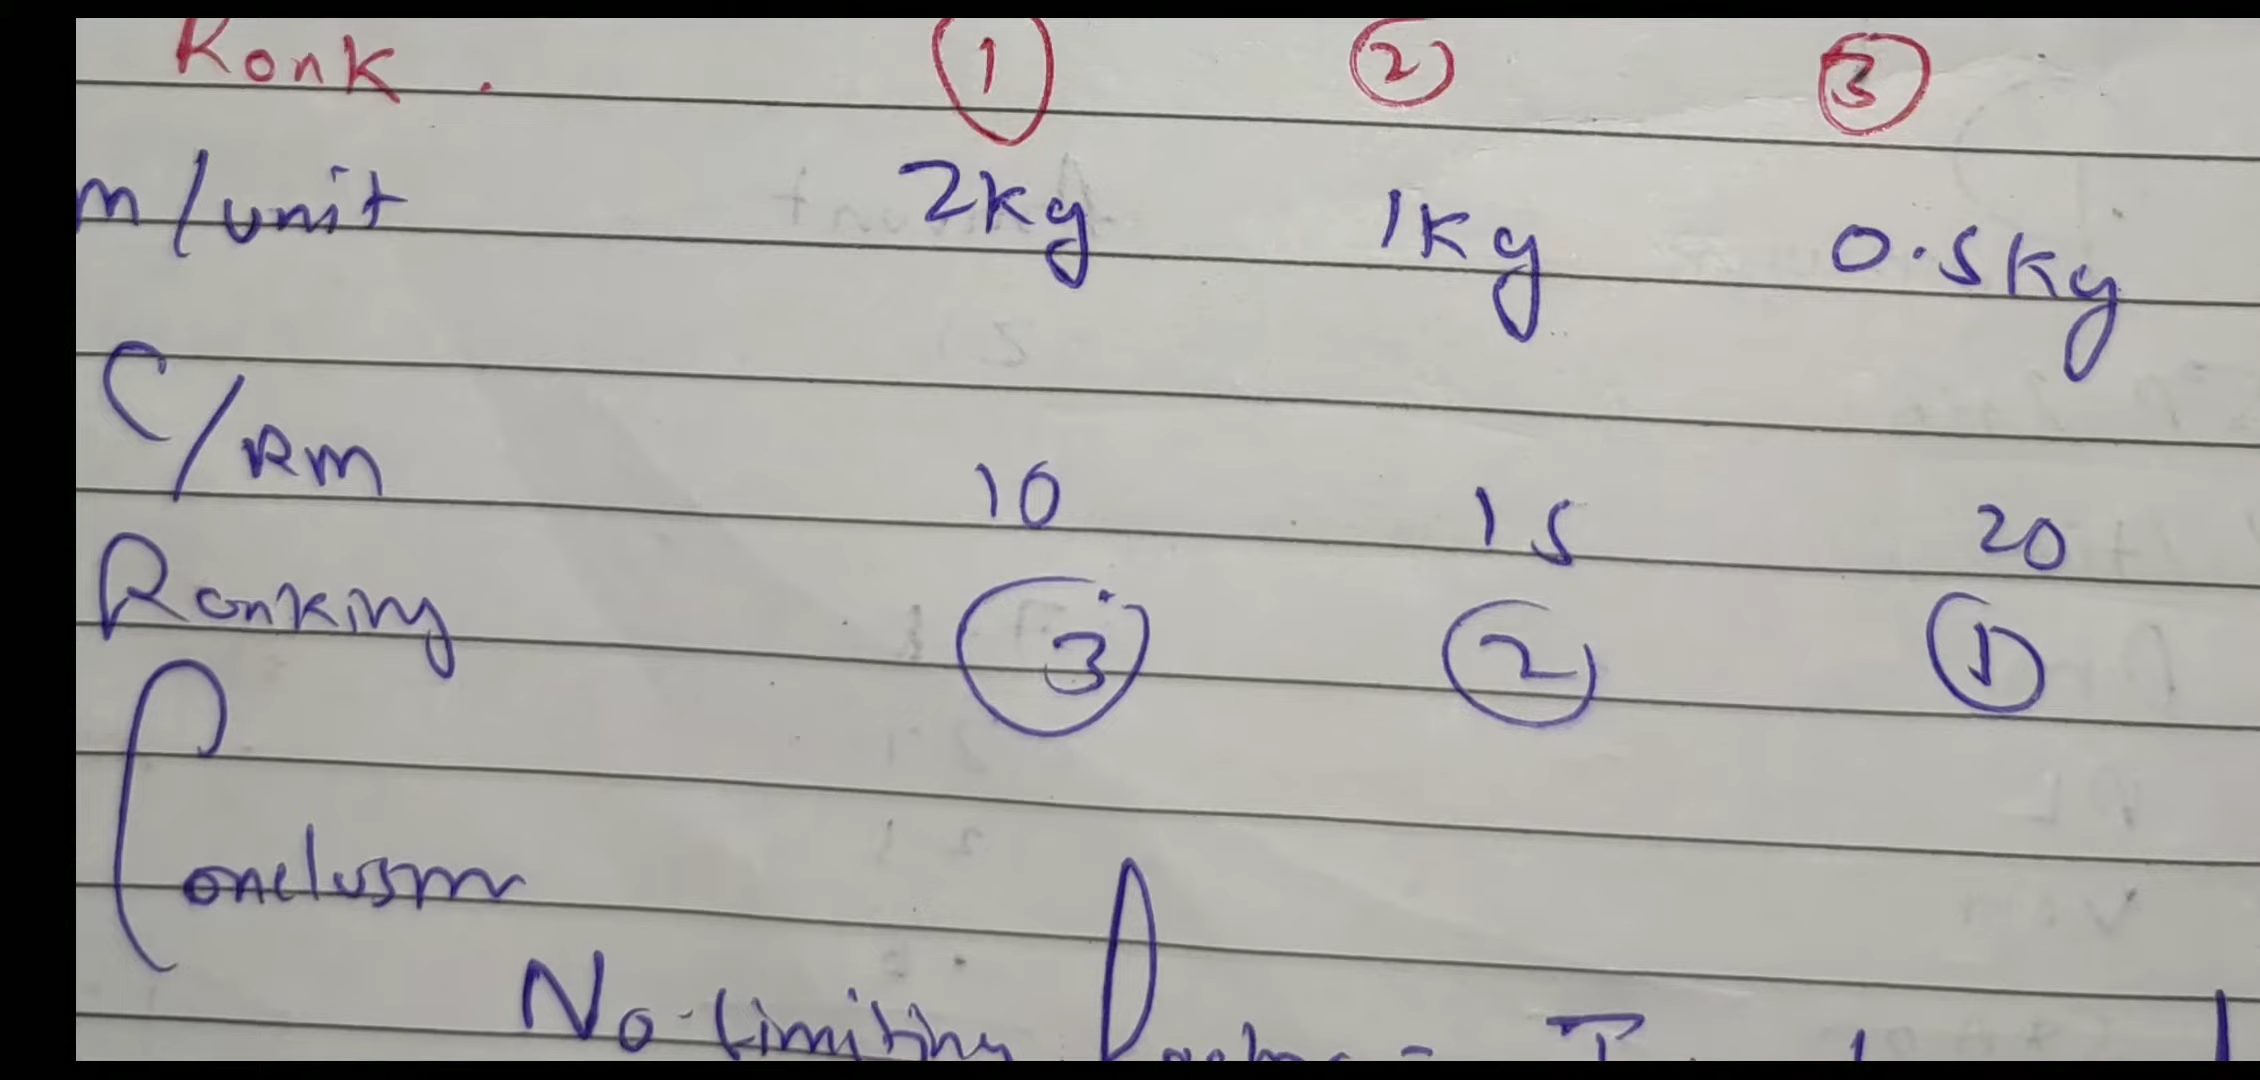 Rank. 1 2 3
m/unit 2kg 1kg 0.5kg
C/RM 10 15 20
Ranking 3 2 1
Conclusion
No-limiting